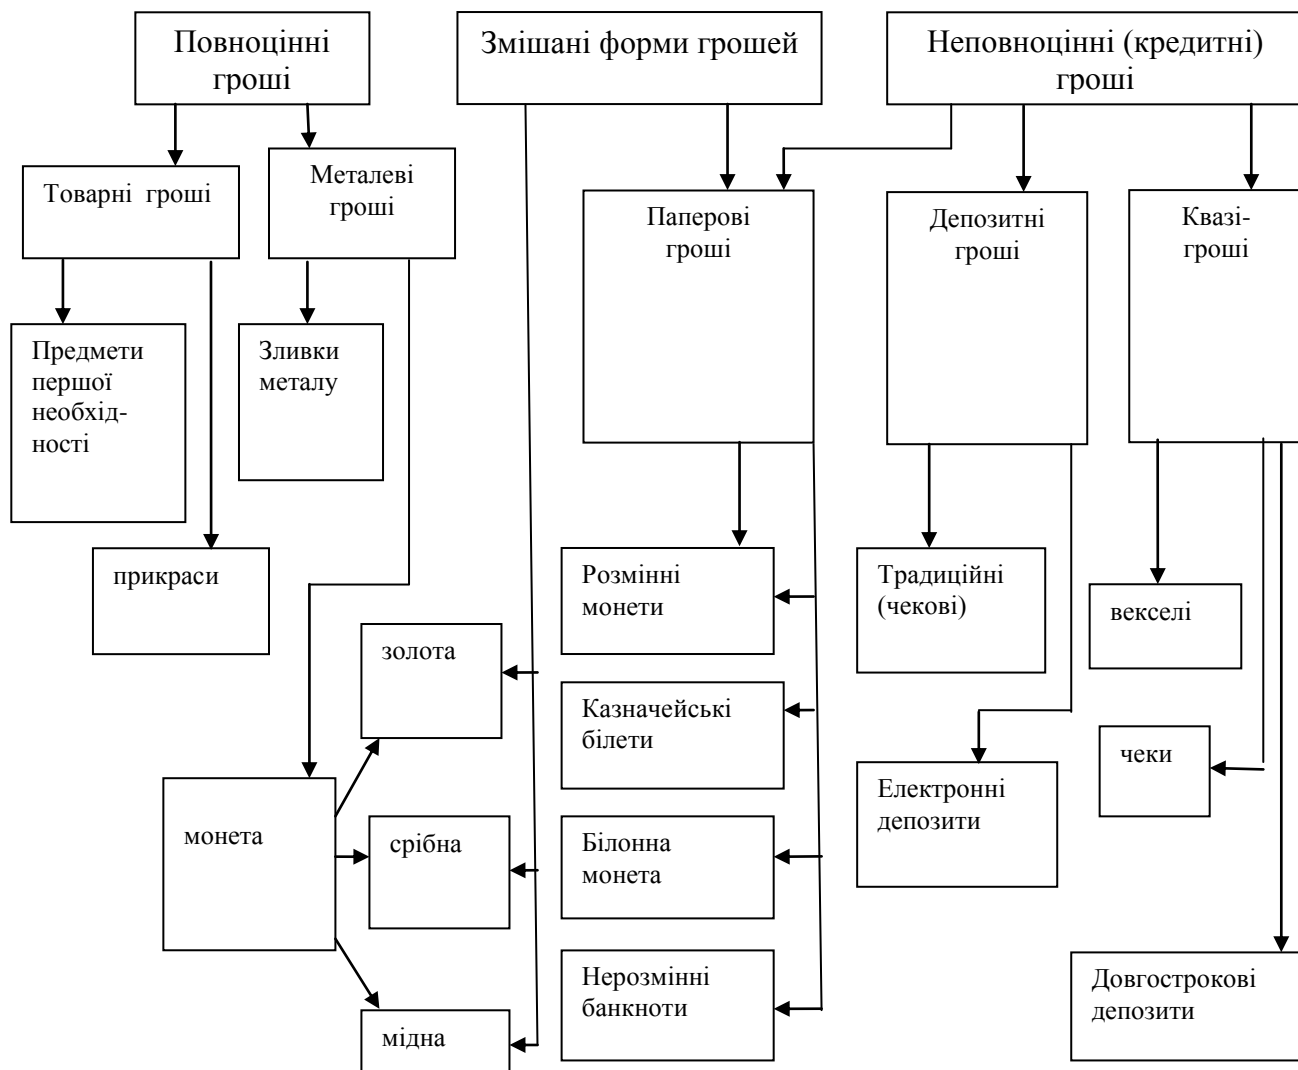 Повноцінні
гроші
Змішані форми грошей
Неповноцінні (кредитні)
гроші
Товарні гроші
Металеві
гроші
Паперові
гроші
Депозитні
гроші
Квазі-
гроші
Предмети
першої
необхід-
ності
Зливки
металу
прикраси
Розмінні
монети
Традиційні
(чекові)
векселі
золота
Казначейські
білети
чеки
Електронні
депозити
монета
срібна
Білонна
монета
Нерозмінні
банкноти
Довгострокові
депозити
мідна